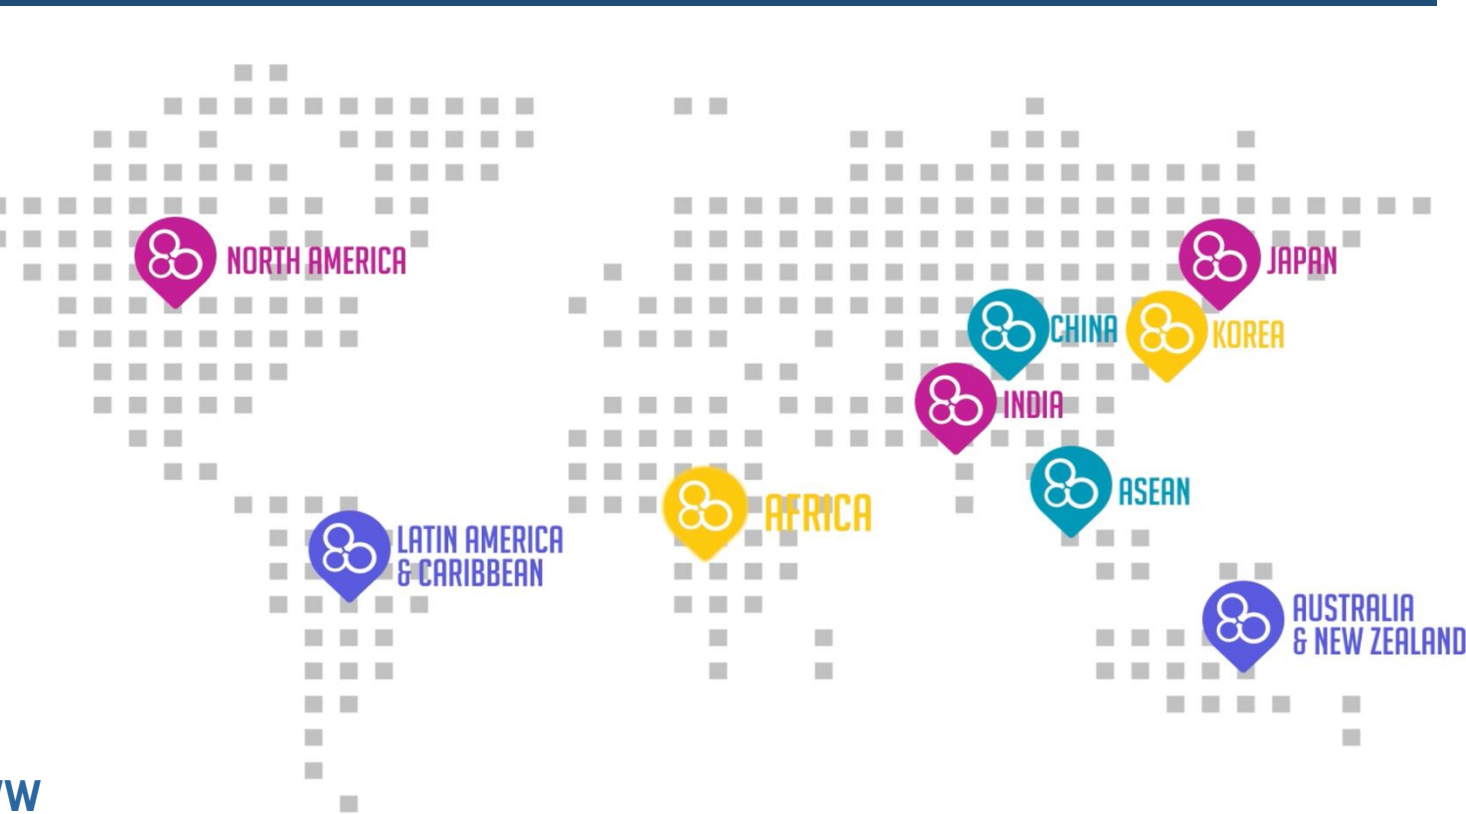 NORTH AMERICA
JAPAN
CHINA
KOREA
INDIA
ASEAN
AFRICA
LATIN AMERICA
& CARIBBEAN
AUSTRALIA
& NEW ZEALAND